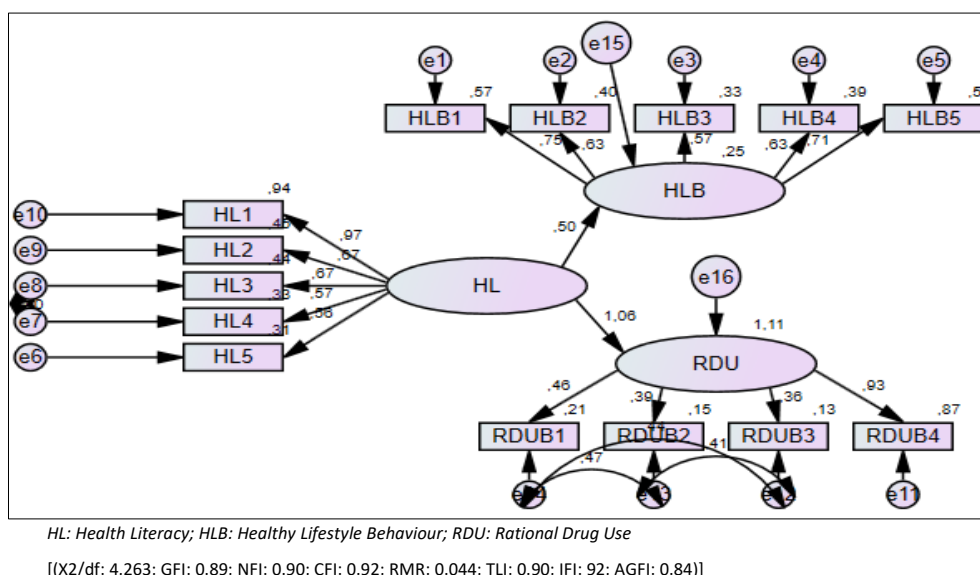 e15
e1 e2 e3 e4 e5
,57 ,40 ,33 ,39
HLB1 HLB2 HLB3 HLB4 HLB5
,75 ,63 ,57 ,63 ,71
,25
HLB
,94
e10 HL1
e9 HL2
,44
e8 HL3
,33
e7 HL4
,31
e6 HL5
,97
,67
,67
,57
HL
,50
1,06
e16
1,11
RDU
,46 ,39 ,36 ,93
,21 ,15 ,13 ,87
RDUB1 RDUB2 RDUB3 RDUB4
,44 ,41
,47
e11
HL: Health Literacy; HLB: Healthy Lifestyle Behaviour; RDU: Rational Drug Use
[(X2/df: 4.263; GFI: 0.89; NFI: 0.90; CFI: 0.92; RMR: 0.044; TLI: 0.90; IFI: 92; AGFI: 0.84)]